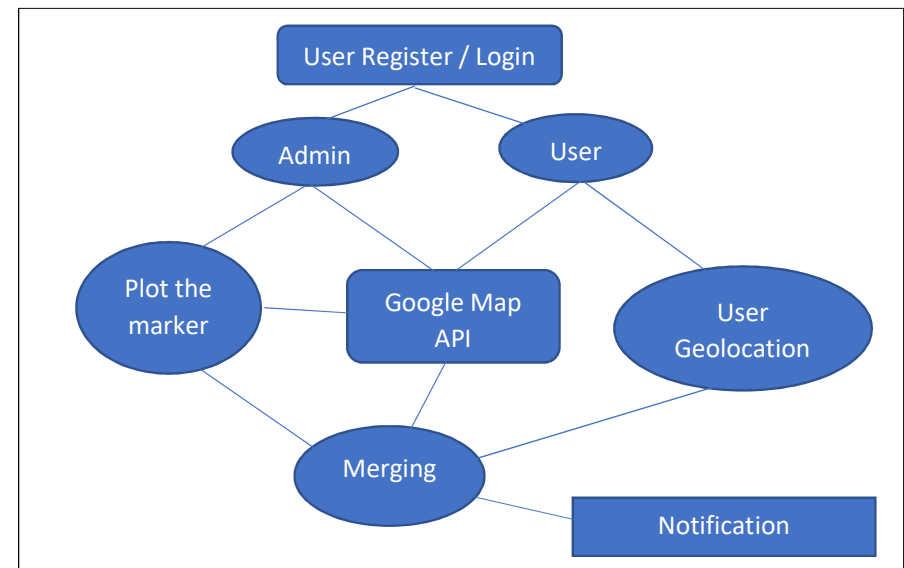 User Register / Login
Admin
User
Plot the
marker
Google Map
API
User
Geolocation
Merging
Notification